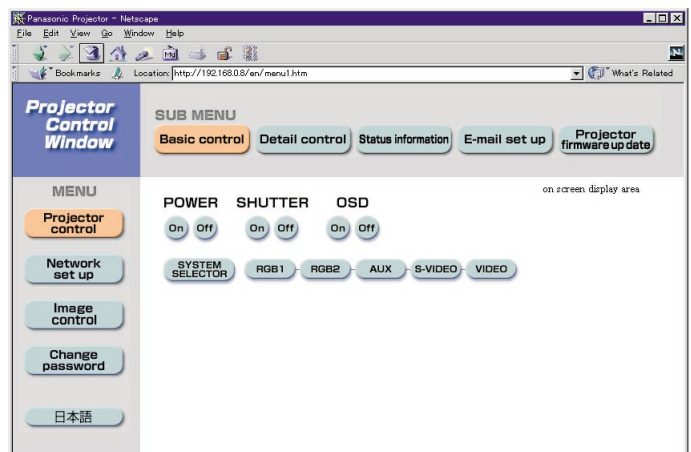 Panasonic Projector - Netscape
File Edit View Go Window Help
Bookmarks Location: http://192.168.0.8/en/menu1.htm What's Related
Projector
Control
Window
SUB MENU
Basic control Detail control Status information E-mail set up Projector firmware up date
MENU
Projector
control
Network
set up
Image
control
Change
password
日本語
on screen display area
POWER SHUTTER OSD
On Off On Off On Off
SYSTEM SELECTOR RGB1 RGB2 AUX S-VIDEO VIDEO